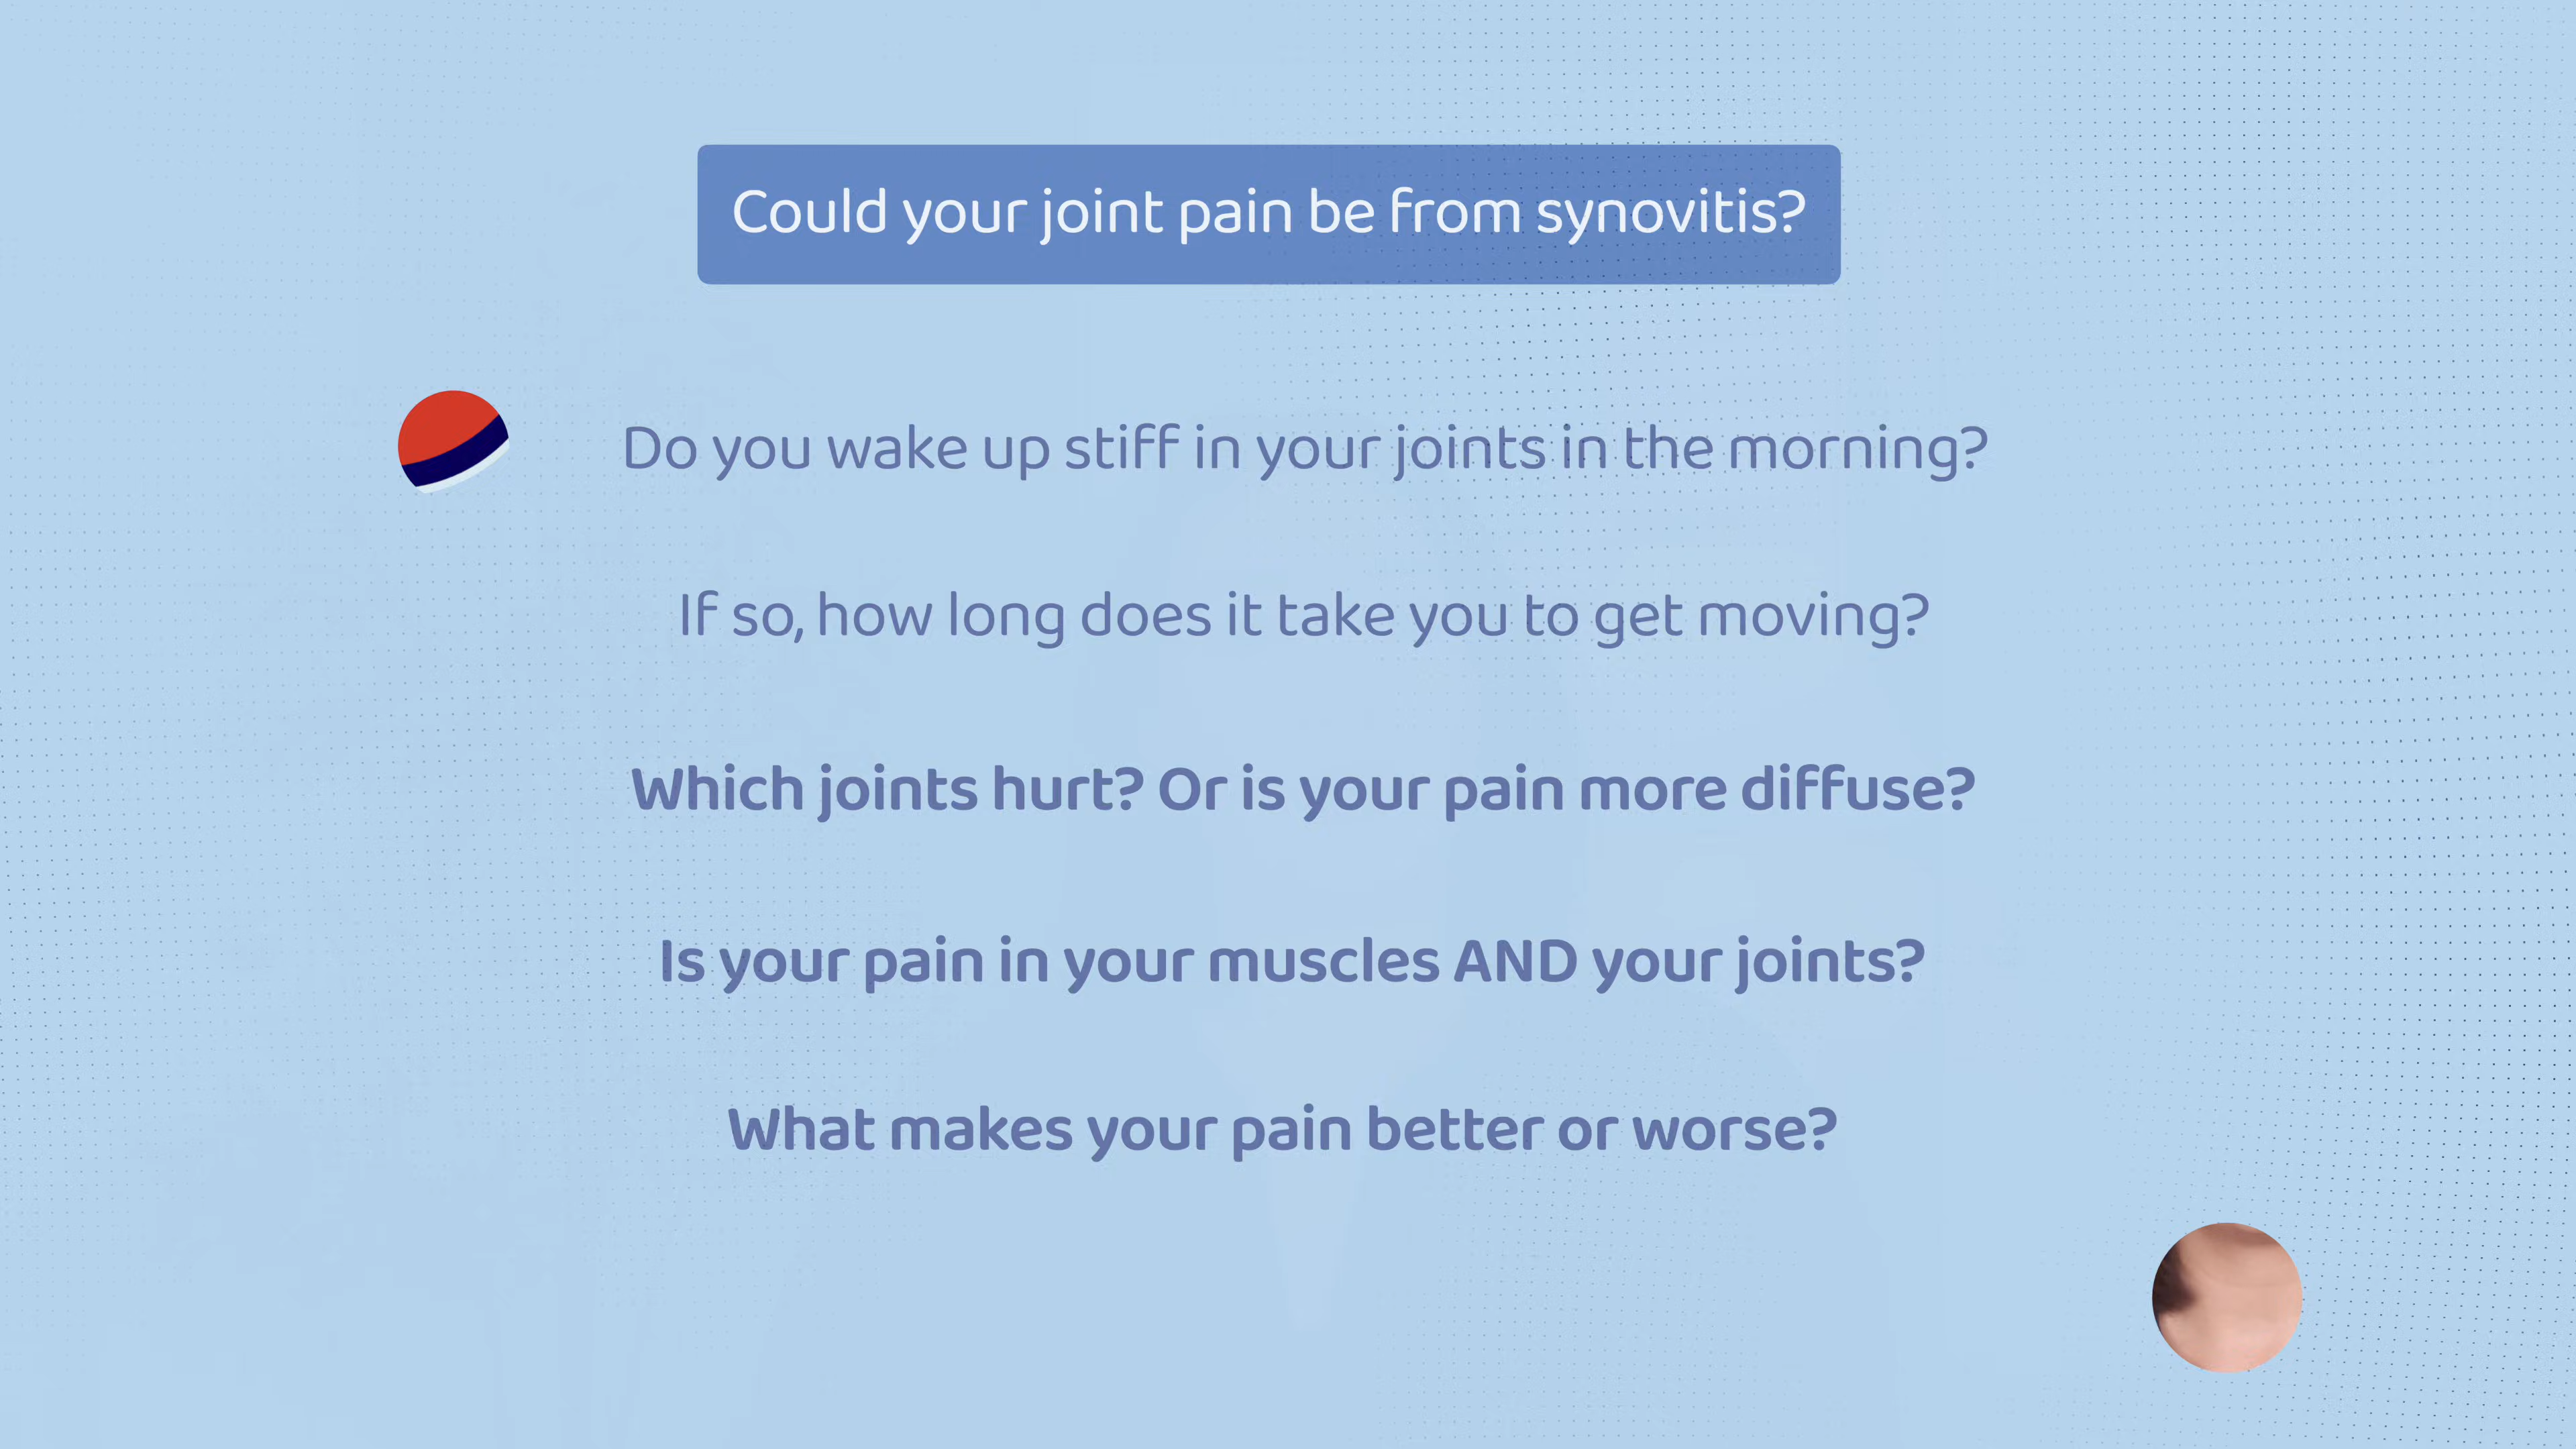 Could your joint pain be from synovitis?
Do you wake up stiff in your joints in the morning?
If so, how long does it take you to get moving?
Which joints hurt? Or is your pain more diffuse?
Is your pain in your muscles AND your joints?
What makes your pain better or worse?